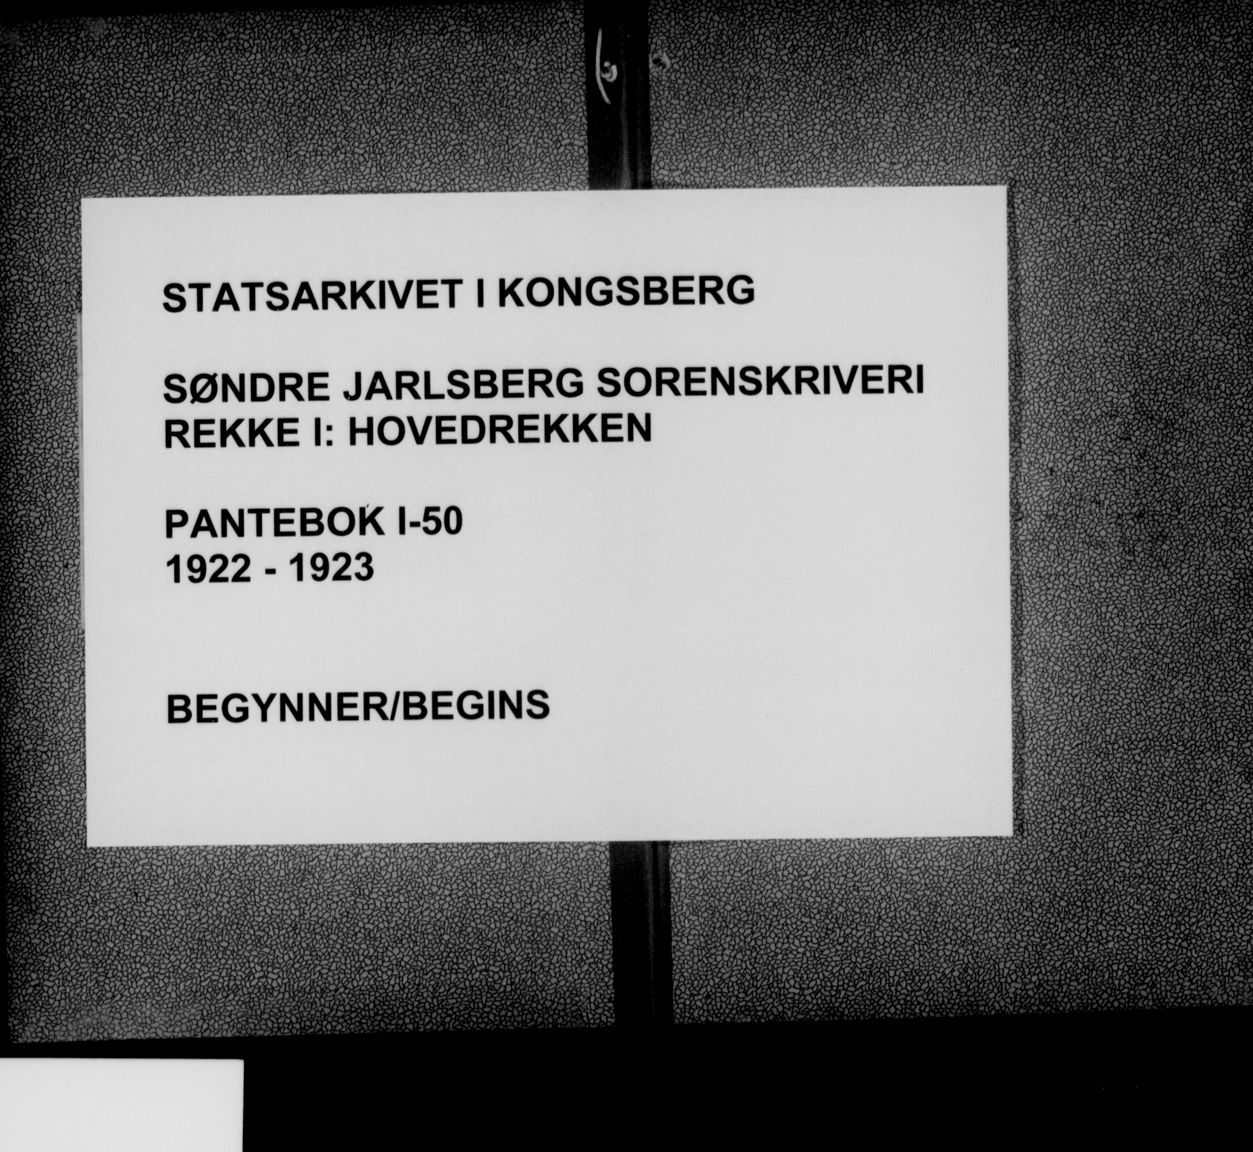 STATSARKIVET I KONGSBERG
SØNDRE JARLSBERG SORENSKRIVERI
REKKE I: HOVEDREKKEN
PANTEBOK I-50
1922 - 1923
BEGYNNER/BEGINS